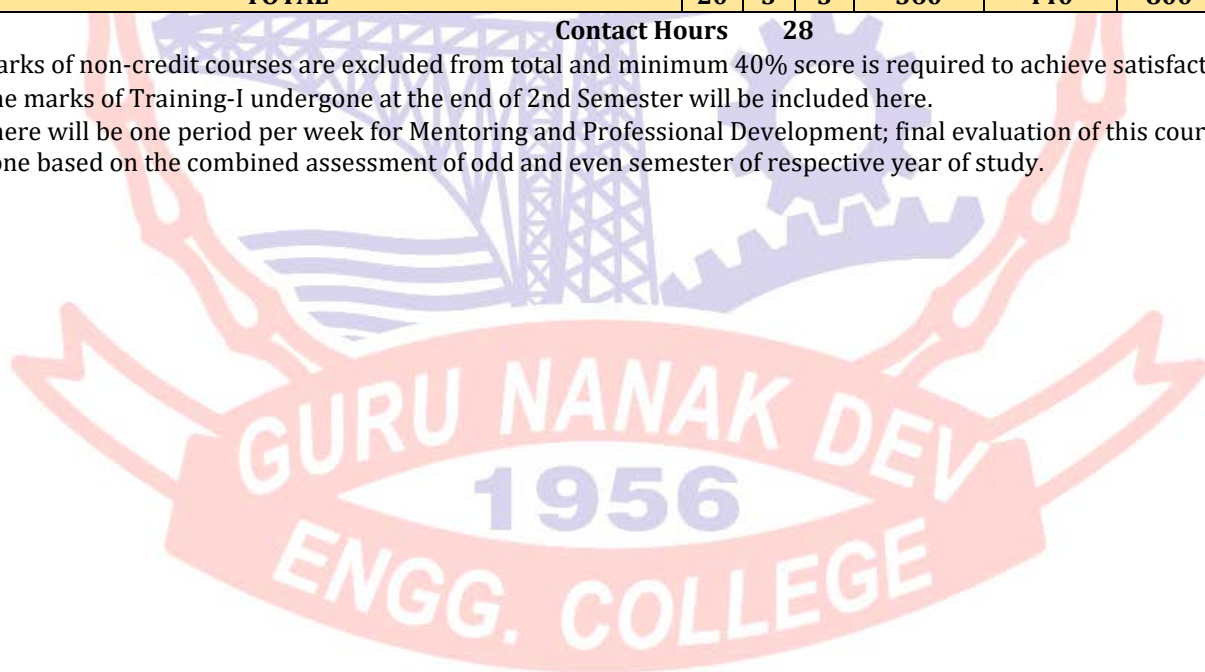 TOTAL
Contact Hours 28
arks of non-credit courses are excluded from total and minimum 40% score is required to achieve satisfact
ne marks of Training-I undergone at the end of 2nd Semester will be included here.
here will be one period per week for Mentoring and Professional Development; final evaluation of this cour
one based on the combined assessment of odd and even semester of respective year of study.
GURU NANAK DEV
1956
ENGG. COLLEGE